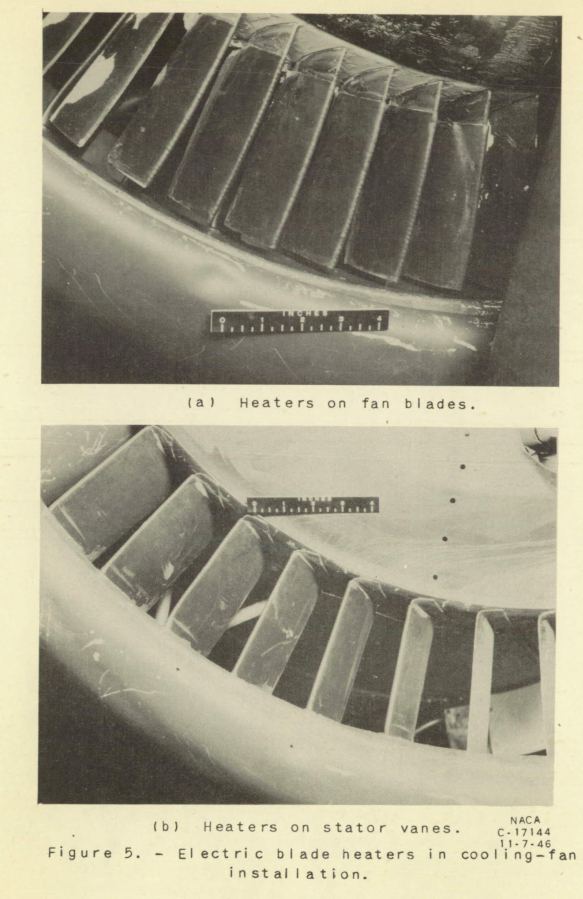 INCHES
0 1 2 3 4
(a) Heaters on fan blades.
INCHES
0 1 2 3 4
(b) Heaters on stator vanes.
NACA
C-17144
11-7-46
Figure 5. - Electric blade heaters in cooling-fan
installation.